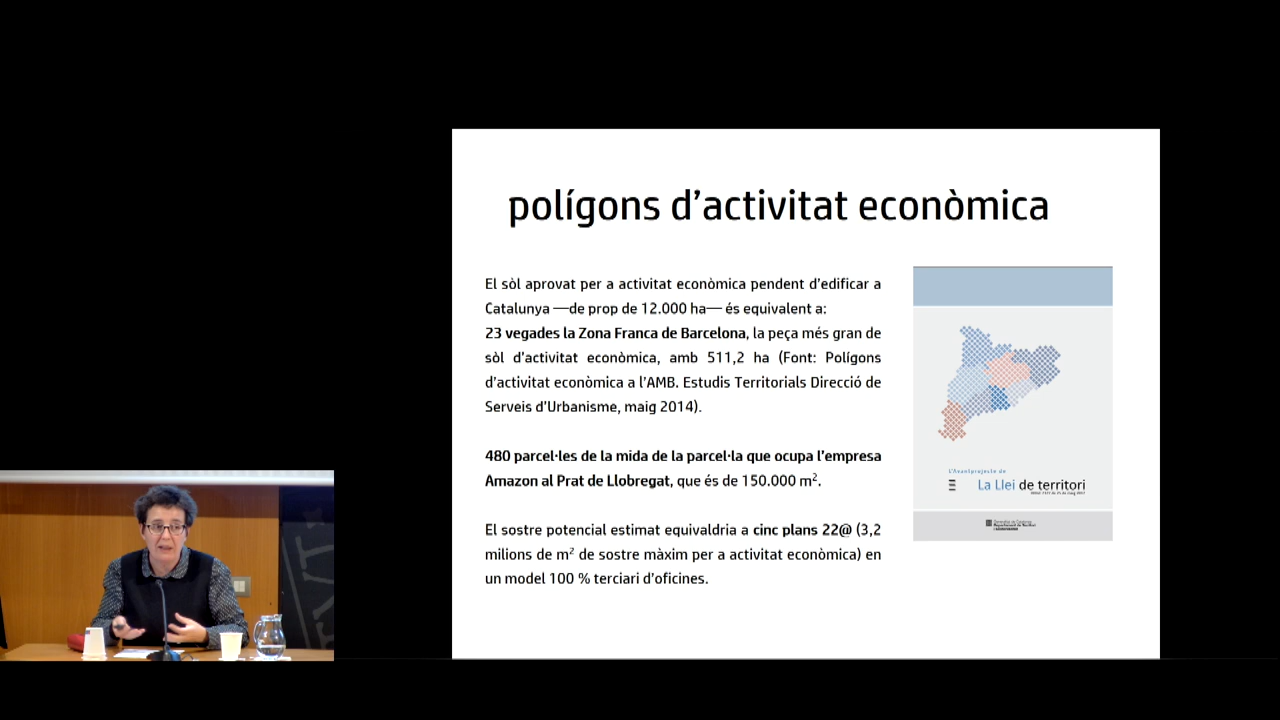 polígons d’activitat econòmica
El sòl aprovat per a activitat econòmica pendent d’edificar a
Catalunya —de prop de 12.000 ha— és equivalent a:
23 vegades la Zona Franca de Barcelona, la peça més gran de
sòl d’activitat econòmica, amb 511,2 ha (Font: Polígons
d’activitat econòmica a l’AMB. Estudis Territorials Direcció de
Serveis d’Urbanisme, maig 2014).
480 parcel·les de la mida de la parcel·la que ocupa l’empresa
Amazon al Prat de Llobregat, que és de 150.000 m².
El sostre potencial estimat equivaldria a cinc plans 22@ (3,2
milions de m² de sostre màxim per a activitat econòmica) en
un model 100 % terciari d’oficines.
L’Avantprojecte de
La Llei de territori